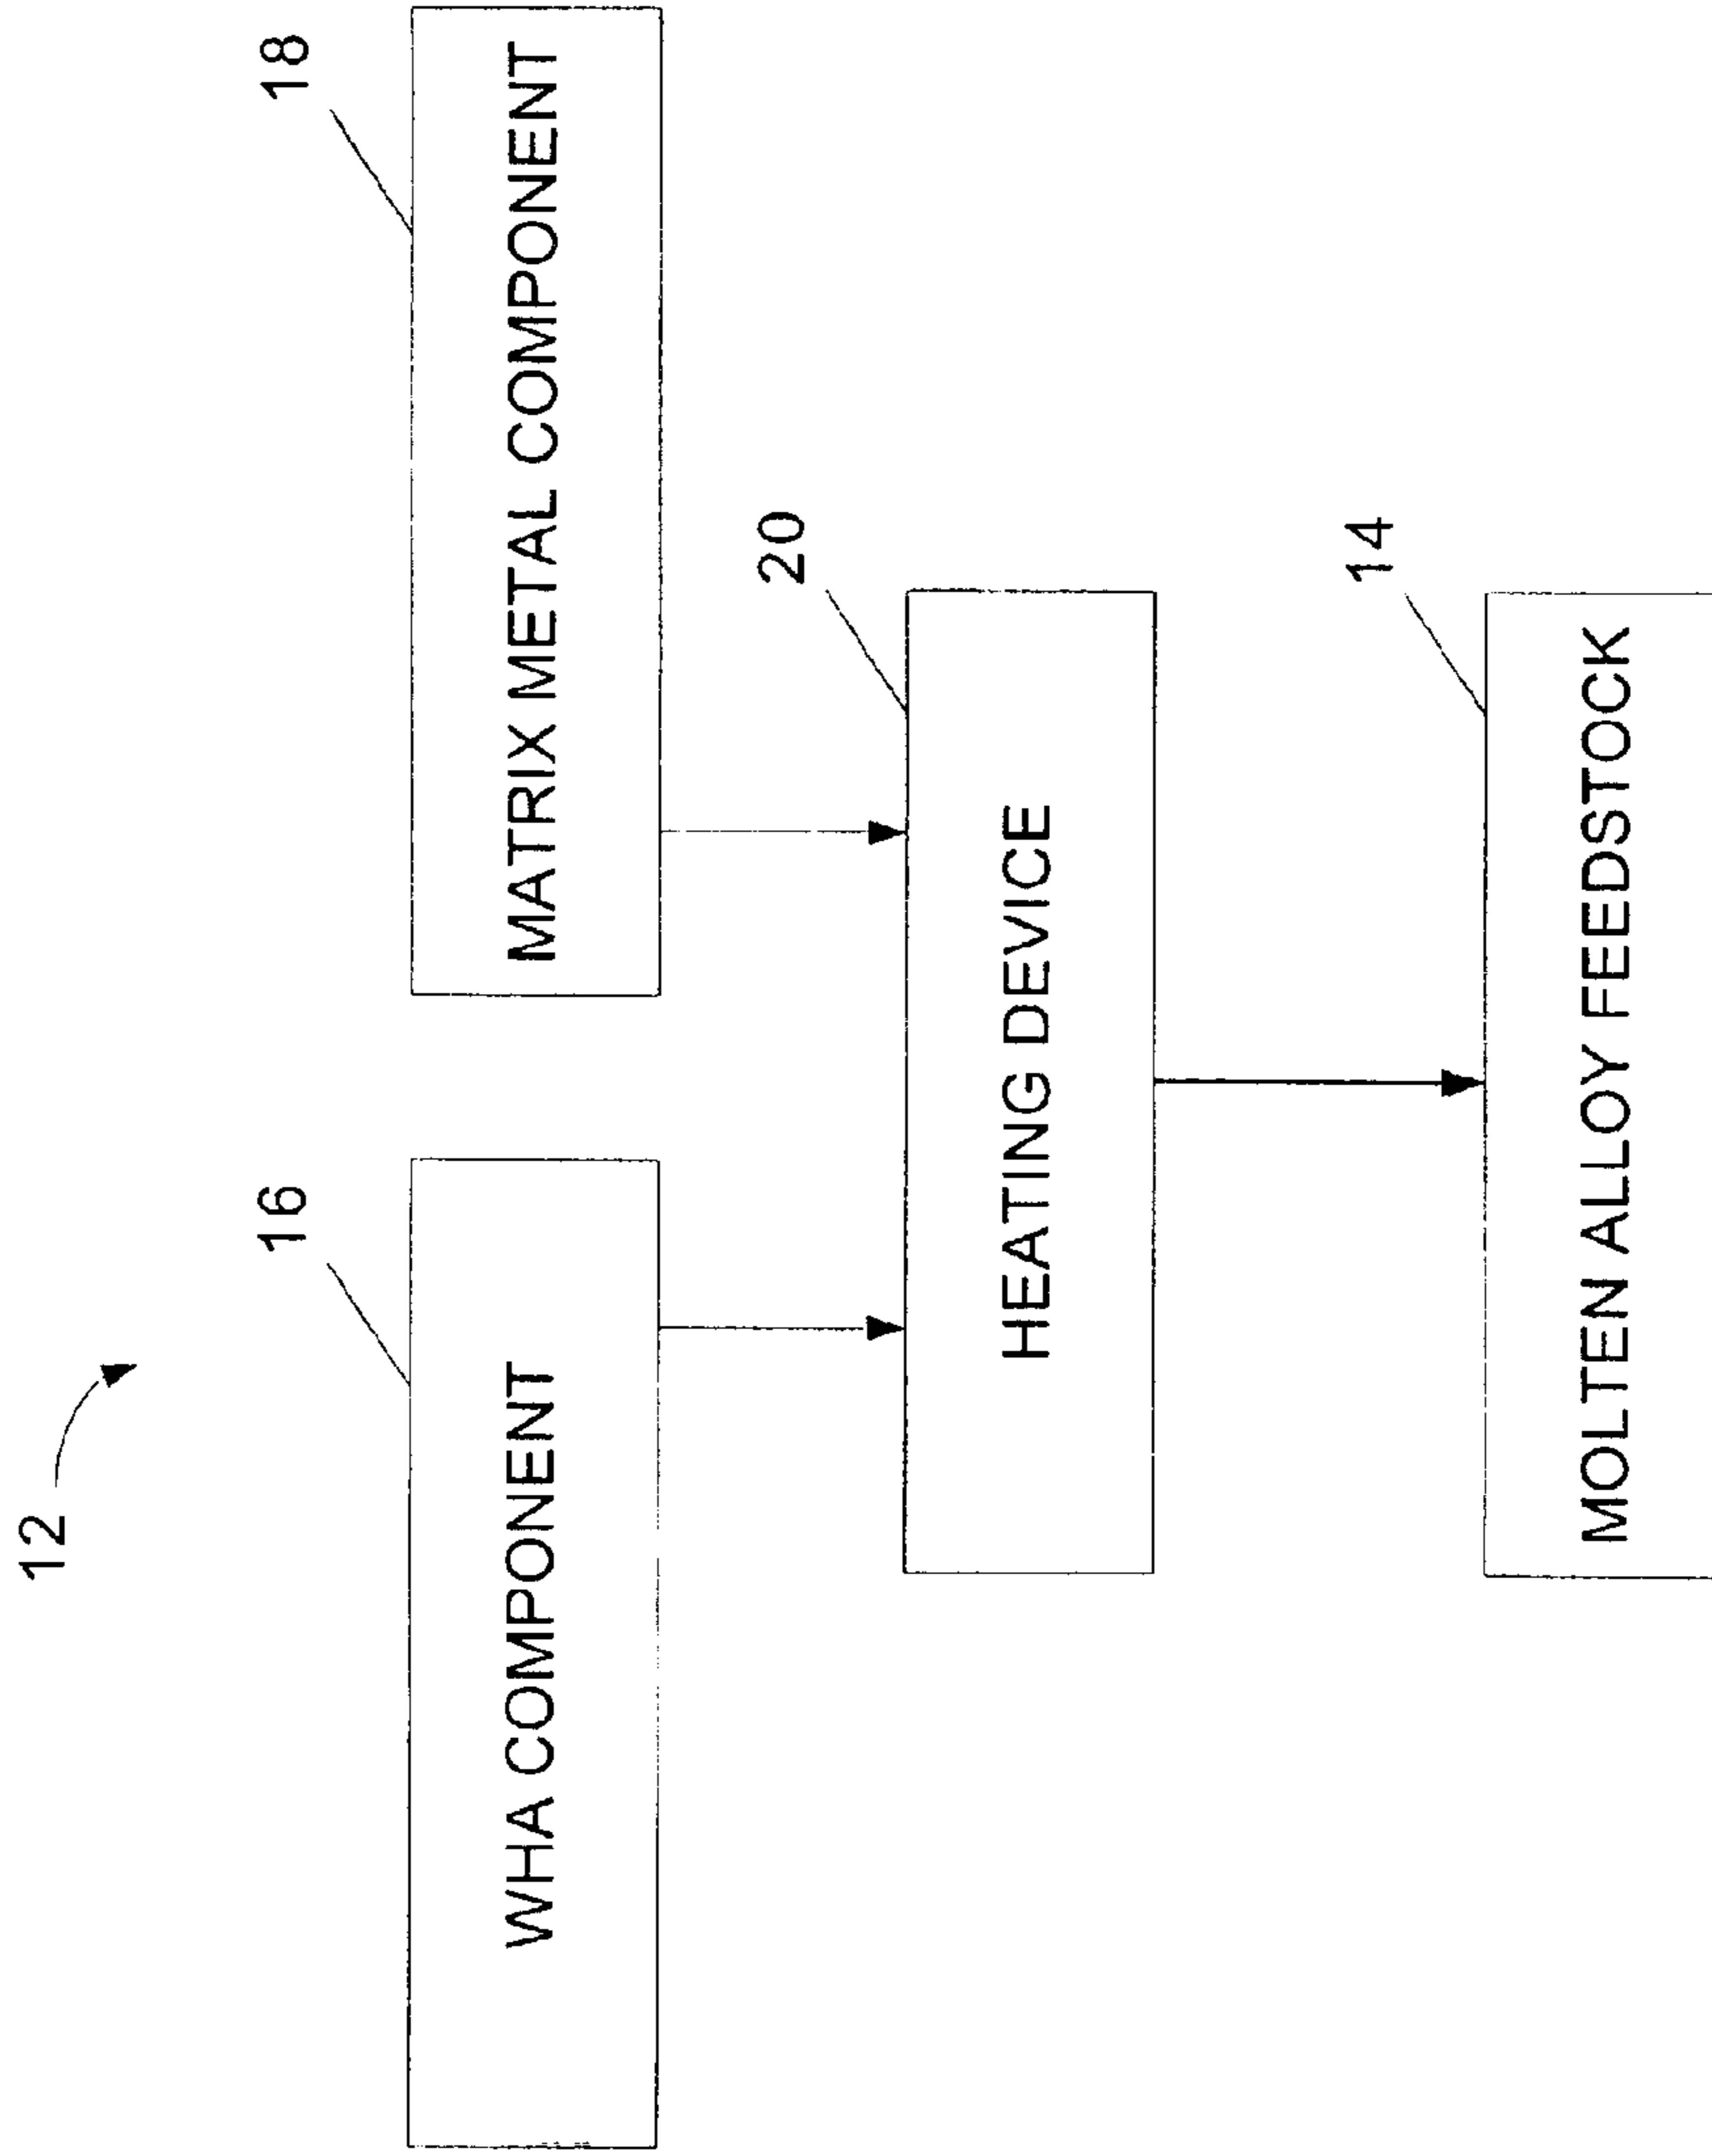 12
16
WHA COMPONENT
18
MATRIX METAL COMPONENT
20
HEATING DEVICE
14
MOLTEN ALLOY FEEDSTOCK